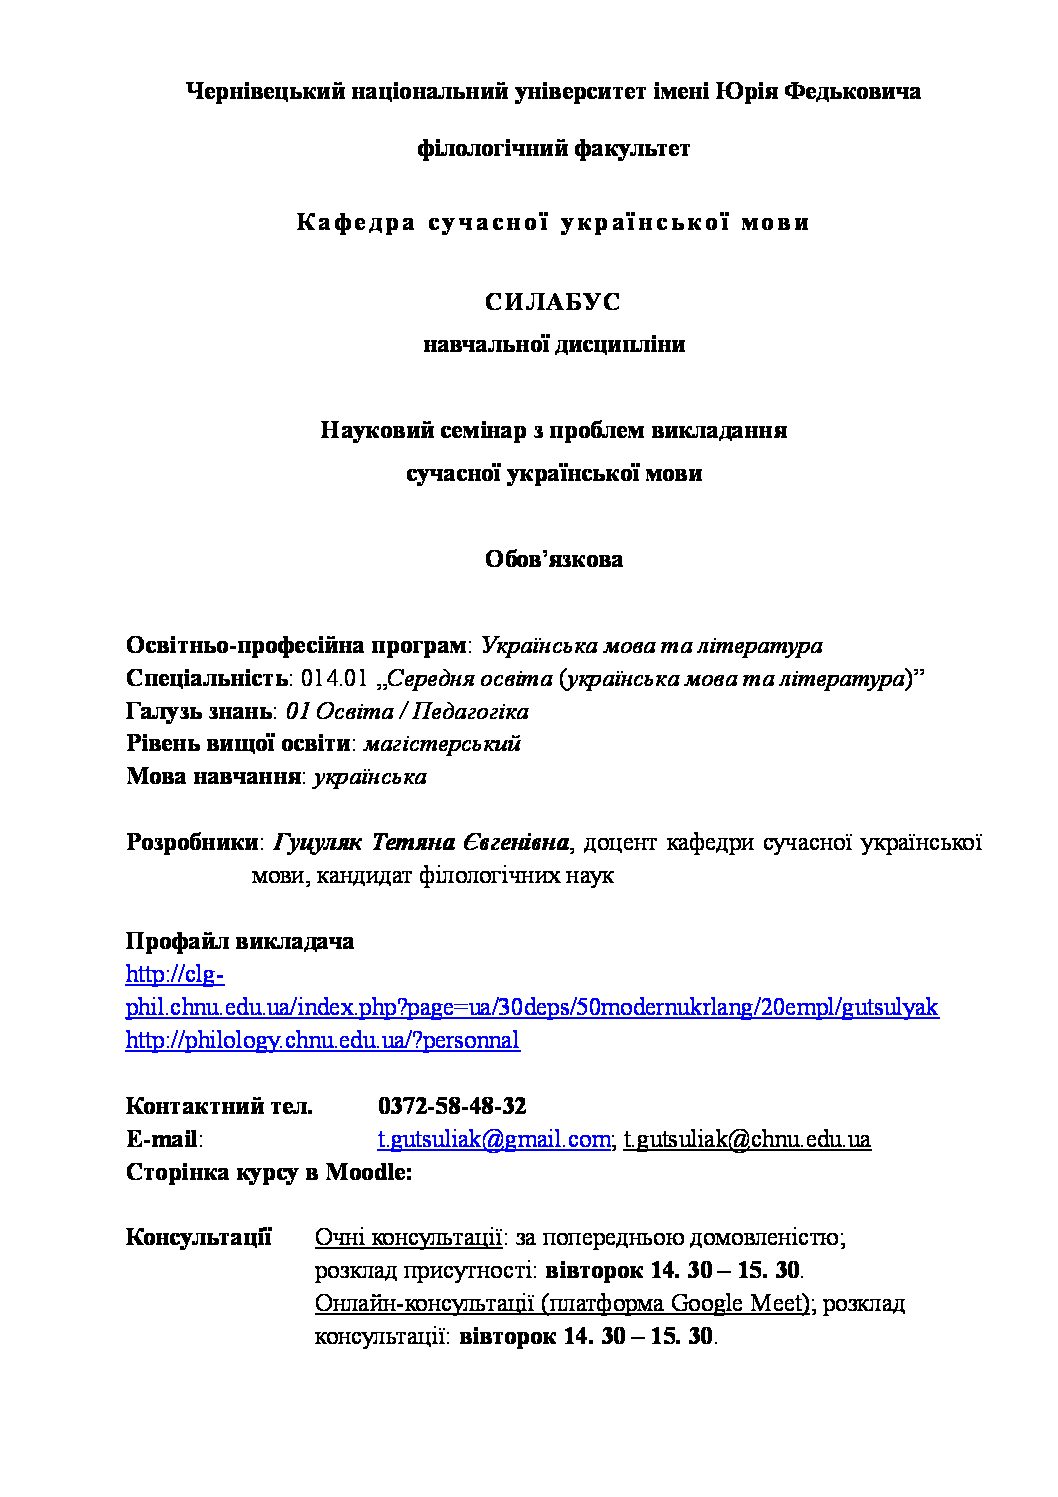 Чернівецький національний університет імені Юрія Федьковича
філологічний факультет
Кафедра сучасної української мови
СИЛАБУС
навчальної дисципліни
Науковий семінар з проблем викладання
сучасної української мови
Обов’язкова
Освітньо-професійна програм: Українська мова та література
Спеціальність: 014.01 „Середня освіта (українська мова та література)”
Галузь знань: 01 Освіта / Педагогіка
Рівень вищої освіти: магістерський
Мова навчання: українська
Розробники: Гуцуляк Тетяна Євгенівна, доцент кафедри сучасної української
мови, кандидат філологічних наук
Профайл викладача
http://clg-
phil.chnu.edu.ua/index.php?page=ua/30deps/50modernukrlang/20empl/gutsulyak
http://philology.chnu.edu.ua/?personnal
Контактний тел. 0372-58-48-32
E-mail: t.gutsuliak@gmail.com; t.gutsuliak@chnu.edu.ua
Сторінка курсу в Moodle:
Консультації Очні консультації: за попередньою домовленістю;
розклад присутності: вівторок 14. 30 – 15. 30.
Онлайн-консультації (платформа Google Meet); розклад
консультації: вівторок 14. 30 – 15. 30.